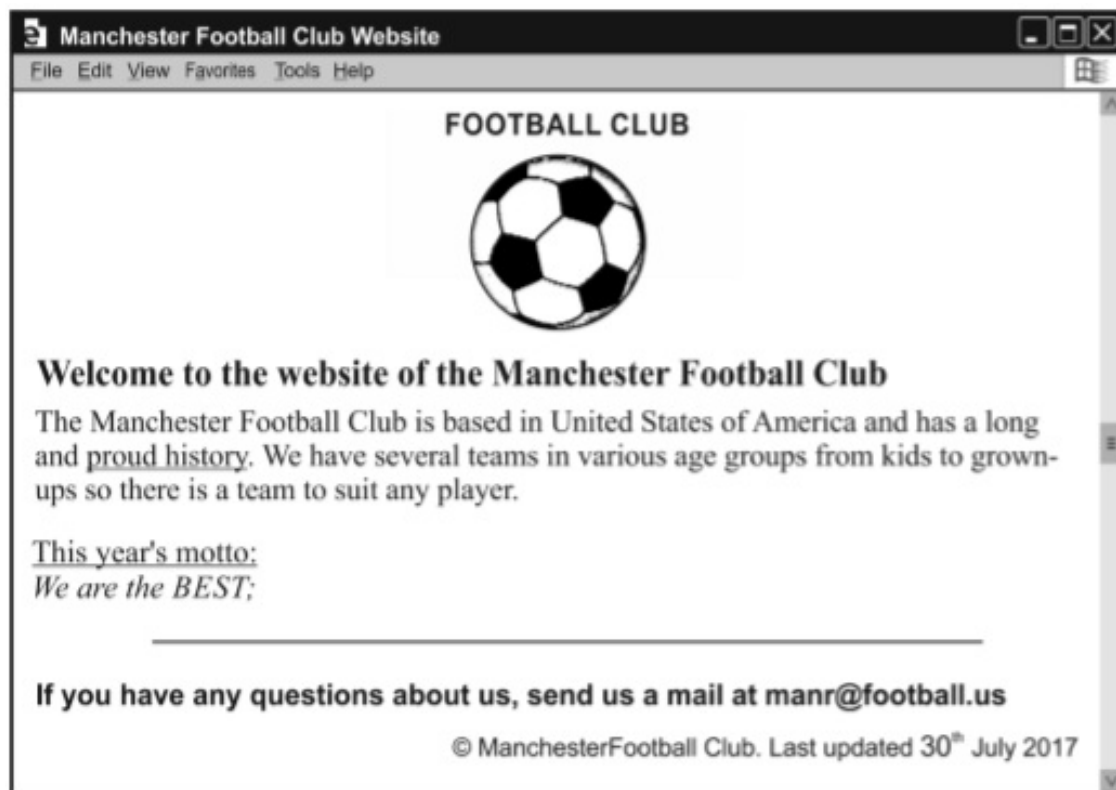 Manchester Football Club Website
File Edit View Favorites Tools Help
FOOTBALL CLUB
Welcome to the website of the Manchester Football Club
The Manchester Football Club is based in United States of America and has a long
and proud history. We have several teams in various age groups from kids to grown-
ups so there is a team to suit any player.
This year's motto:
We are the BEST;
If you have any questions about us, send us a mail at manr@football.us
© ManchesterFootball Club. Last updated 30th July 2017